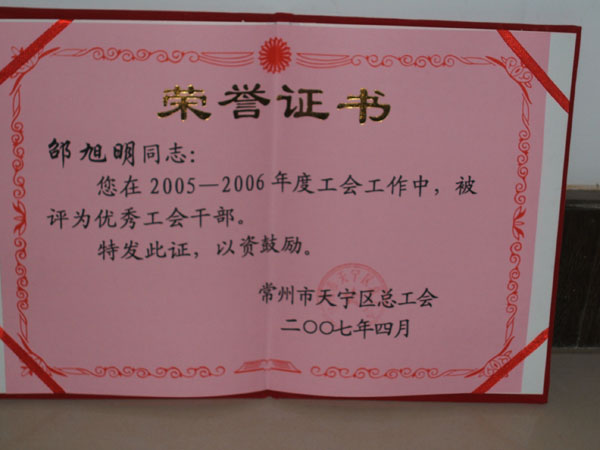 荣誉证书
邵旭明同志：
您在2005—2006年度工会工作中，被
评为优秀工会干部。
特发此证，以资鼓励。
常州市天宁区总工会
二〇〇七年四月